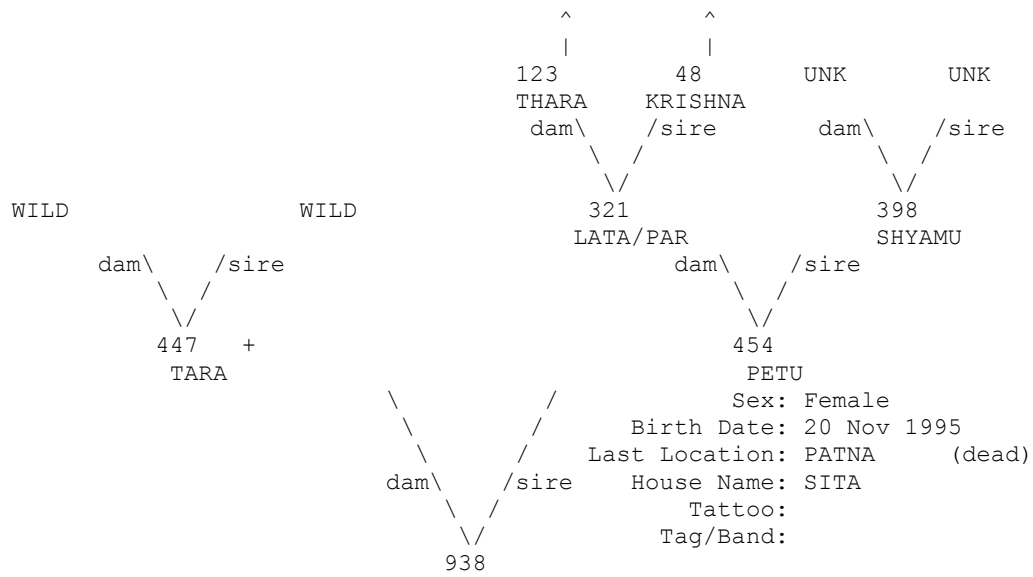 ^ ^
| |
123 48 UNK UNK
THARA KRISHNA
dam\ /sire dam\ /sire
\ / \ /
\/ \/
WILD WILD 321 398
LATA/PAR SHYAMU
dam\ /sire dam\ /sire
\ / \ /
\/ \/
447 + 454
TARA PETU
\ / Sex: Female
\ / Birth Date: 20 Nov 1995
\ / Last Location: PATNA (dead)
dam\ /sire House Name: SITA
\ / Tattoo:
\/ Tag/Band:
938